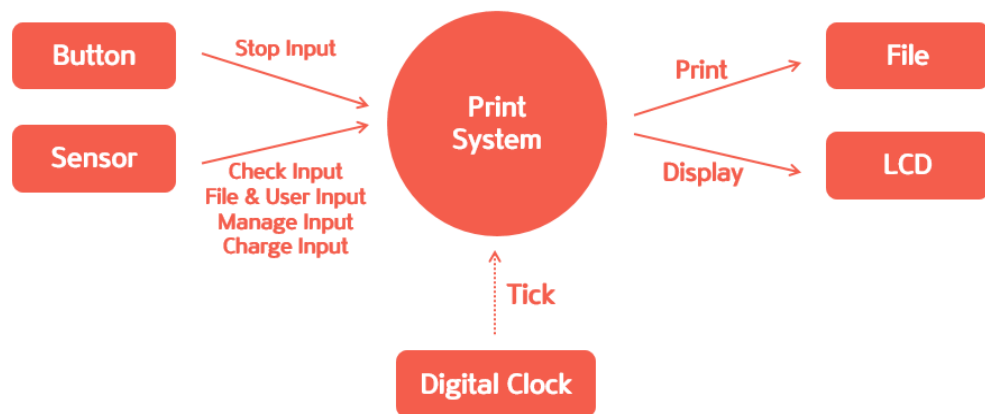 Button
Stop Input
Sensor
Check Input
File & User Input
Manage Input
Charge Input
Print
System
Print
File
Display
LCD
Tick
Digital Clock